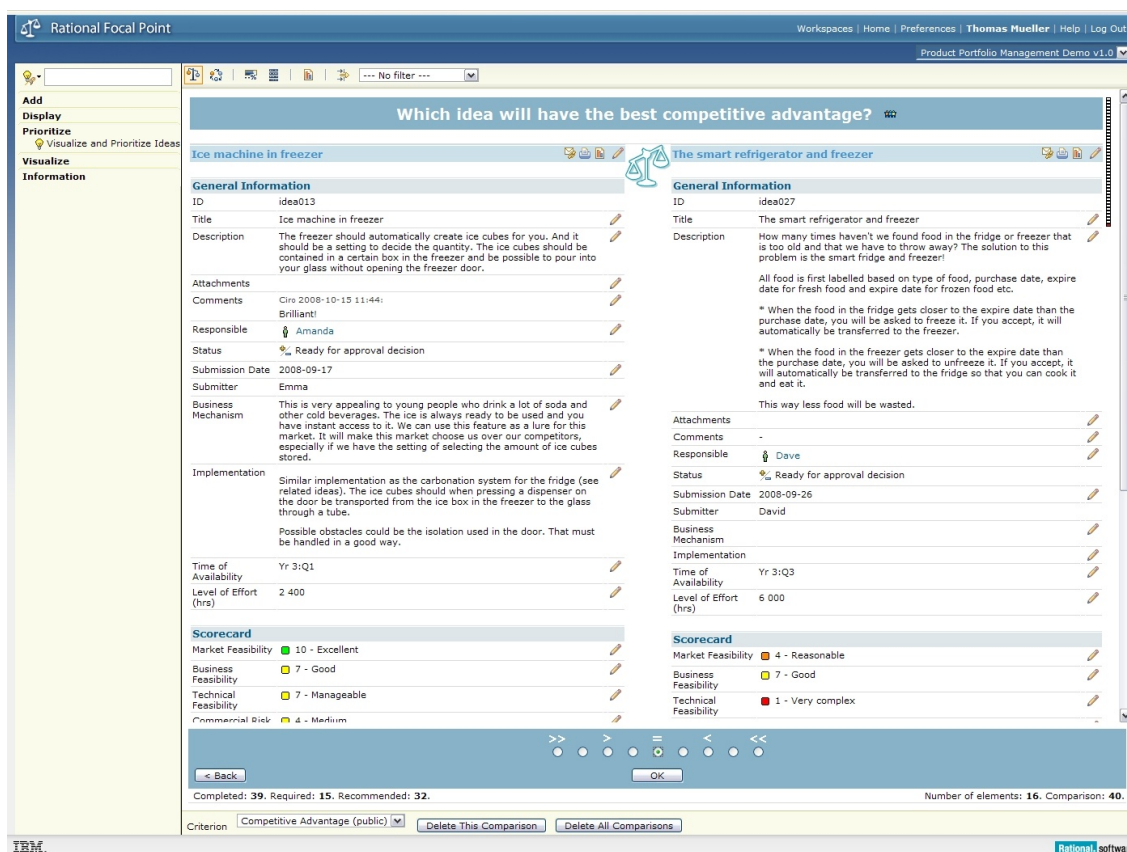 Rational Focal Point
Workspaces | Home | Preferences | Thomas Mueller | Help | Log Out
Product Portfolio Management Demo v1.0
--- No filter ---
Add
Display
Prioritize
Visualize and Prioritize Ideas
Visualize
Information
Which idea will have the best competitive advantage?
Ice machine in freezer
General Information
ID idea013
Title Ice machine in freezer
Description The freezer should automatically create ice cubes for you. And it
should be a setting to decide the quantity. The ice cubes should be
contained in a certain box in the freezer and be possible to pour into
your glass without opening the freezer door.
Attachments
Comments Ciro 2008-10-15 11:44:
Brilliant!
Responsible Amanda
Status Ready for approval decision
Submission Date 2008-09-17
Submitter Emma
Business This is very appealing to young people who drink a lot of soda and
Mechanism other cold beverages. The ice is always ready to be used and you
have instant access to it. We can use this feature as a lure for this
market. It will make this market choose us over our competitors,
especially if we have the setting of selecting the amount of ice cubes
stored.
Implementation
Similar implementation as the carbonation system for the fridge (see
related ideas). The ice cubes should when pressing a dispenser on
the door be transported from the ice box in the freezer to the glass
through a tube.
Possible obstacles could be the isolation used in the door. That must
be handled in a good way.
Time of Yr 3:Q1
Availability
Level of Effort 2 400
(hrs)
Scorecard
Market Feasibility 10 - Excellent
Business 7 - Good
Feasibility
Technical 7 - Manageable
Feasibility
Commercial Risk 4 - Medium
The smart refrigerator and freezer
General Information
ID idea027
Title The smart refrigerator and freezer
Description How many times haven't we found food in the fridge or freezer that
is too old and that we have to throw away? The solution to this
problem is the smart fridge and freezer!
All food is first labelled based on type of food, purchase date, expire
date for fresh food and expire date for frozen food etc.
* When the food in the fridge gets closer to the expire date than the
purchase date, you will be asked to freeze it. If you accept, it will
automatically be transferred to the freezer.
* When the food in the freezer gets closer to the expire date than
the purchase date, you will be asked to unfreeze it. If you accept, it
will automatically be transferred to the fridge so that you can cook it
and eat it.
This way less food will be wasted.
Attachments
Comments -
Responsible Dave
Status Ready for approval decision
Submission Date 2008-09-26
Submitter David
Business
Mechanism
Implementation
Time of Yr 3:Q3
Availability
Level of Effort 6 000
(hrs)
Scorecard
Market Feasibility 4 - Reasonable
Business 7 - Good
Feasibility
Technical 1 - Very complex
Feasibility
>> > = < <<
< Back OK
Completed: 39. Required: 15. Recommended: 32. Number of elements: 16. Comparison: 40.
Criterion Competitive Advantage (public) Delete This Comparison Delete All Comparisons
IBM. Rational. softwa